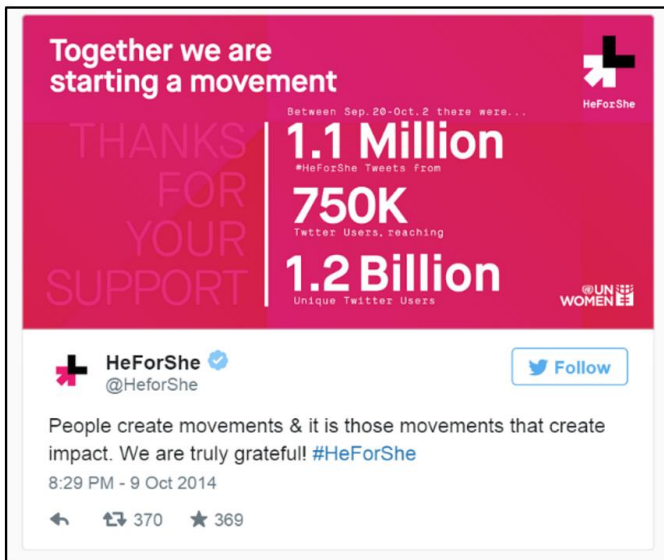 Together we are
starting a movement
HeForShe
Between Sep.20-Oct.2 there were...
THANKS
FOR
YOUR
SUPPORT
1.1 Million
#HeForShe Tweets from
750K
Twtter Users, reaching
1.2 Billion
Unique Twitter Users
UN
WOMEN
HeForShe
@HeforShe
Follow
People create movements & it is those movements that create
impact. We are truly grateful! #HeForShe
8:29 PM - 9 Oct 2014
370 369